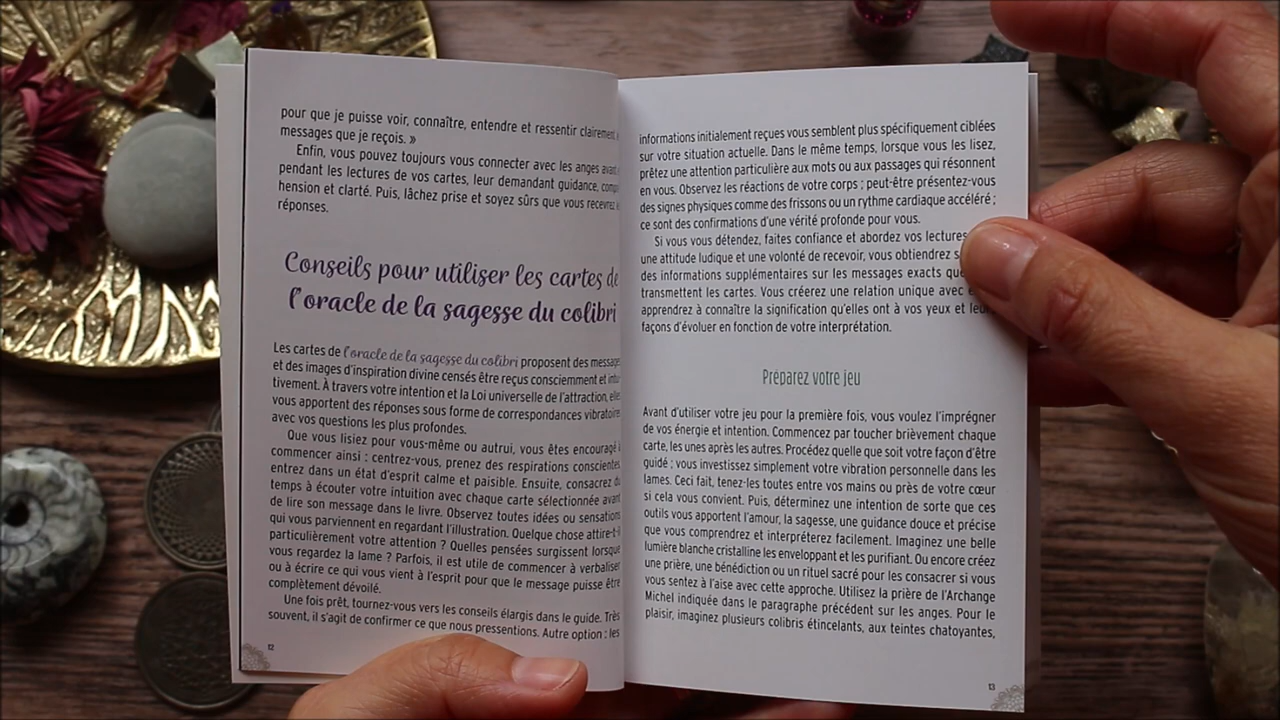 pour que je puisse voir, connaître, entendre et ressentir clairement
messages que je reçois. »
Enfin, vous pouvez toujours vous connecter avec les anges avant
pendant les lectures de vos cartes, leur demandant guidance,
hension et clarté. Puis, lâchez prise et soyez sûrs que vous recevrez
réponses.
Conseils pour utiliser les cartes de
l'oracle de la sagesse du colibri
Les cartes de l'oracle de la sagesse du colibri proposent des messages
et des images d'inspiration divine censés être reçus consciemment et
tivement. À travers votre intention et la Loi universelle de l'attraction,
vous apportent des réponses sous forme de correspondances vibratoires
avec vos questions les plus profondes.
Que vous lisiez pour vous-même ou autrui, vous êtes encouragé
commencer ainsi : centrez-vous, prenez des respirations conscientes
entrez dans un état d'esprit calme et paisible. Ensuite, consacrez du
temps à écouter votre intuition avec chaque carte sélectionnée avant
de lire son message dans le livre. Observez toutes idées ou sensations
qui vous parviennent en regardant l'illustration. Quelque chose attire-t-il
particulièrement votre attention ? Quelles pensées surgissent lorsque
vous regardez la lame ? Parfois, il est utile de commencer à verbaliser
ou à écrire ce qui vous vient à l'esprit pour que le message puisse être
complètement dévoilé.
Une fois prêt, tournez-vous vers les conseils élargis dans le guide. Très
souvent, il s'agit de confirmer ce que nous pressentions. Autre option : les
12
informations initialement reçues vous semblent plus spécifiquement ciblées
sur votre situation actuelle. Dans le même temps, lorsque vous les lisez,
prêtez une attention particulière aux mots ou aux passages qui résonnent
en vous. Observez les réactions de votre corps ; peut-être présentez-vous
des signes physiques comme des frissons ou un rythme cardiaque accéléré ;
ce sont des confirmations d'une vérité profonde pour vous.
Si vous vous détendez, faites confiance et abordez vos lectures
une attitude ludique et une volonté de recevoir, vous obtiendrez
des informations supplémentaires sur les messages exacts que
transmettent les cartes. Vous créerez une relation unique avec
apprendrez à connaître la signification qu'elles ont à vos yeux et leurs
façons d'évoluer en fonction de votre interprétation.
Préparez votre jeu
Avant d'utiliser votre jeu pour la première fois, vous voulez l'imprégner
de vos énergie et intention. Commencez par toucher brièvement chaque
carte, les unes après les autres. Procédez quelle que soit votre façon d'être
guidé ; vous investissez simplement votre vibration personnelle dans les
lames. Ceci fait, tenez-les toutes entre vos mains ou près de votre cœur
si cela vous convient. Puis, déterminez une intention de sorte que ces
outils vous apportent l'amour, la sagesse, une guidance douce et précise
que vous comprendrez et interpréterez facilement. Imaginez une belle
lumière blanche cristalline les enveloppant et les purifiant. Ou encore créez
une prière, une bénédiction ou un rituel sacré pour les consacrer si vous
vous sentez à l'aise avec cette approche. Utilisez la prière de l'Archange
Michel indiquée dans le paragraphe précédent sur les anges. Pour le
plaisir, imaginez plusieurs colibris étincelants, aux teintes chatoyantes,
13